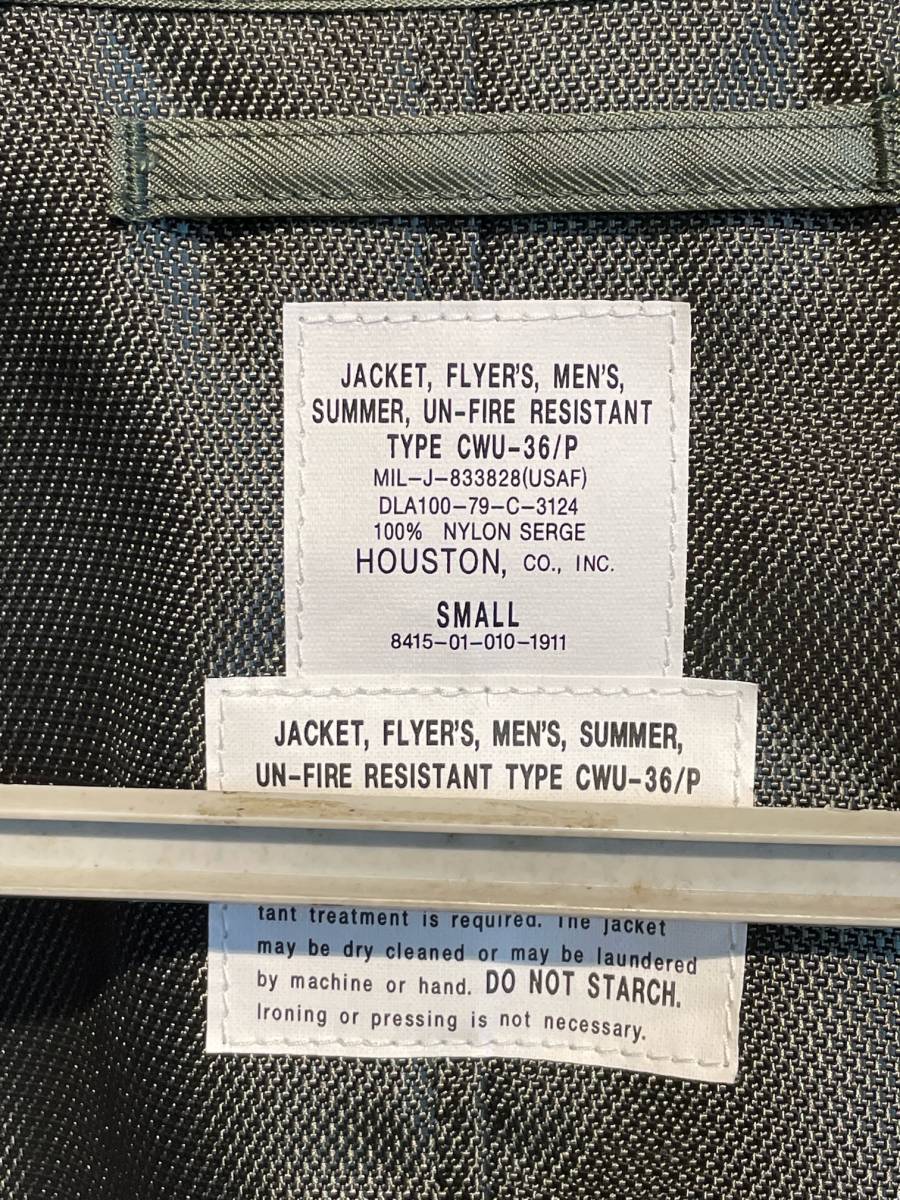 JACKET, FLYER'S, MEN'S,
SUMMER, UN-FIRE RESISTANT
TYPE CWU-36/P
MIL-J-833828(USAF)
DLA100-79-C-3124
100% NYLON SERGE
HOUSTON, CO., INC.
SMALL
8415-01-010-1911
JACKET, FLYER'S, MEN'S, SUMMER,
UN-FIRE RESISTANT TYPE CWU-36/P
tant treatment is required. The jacket
may be dry cleaned or may be laundered
by machine or hand. DO NOT STARCH.
Ironing or pressing is not necessary.